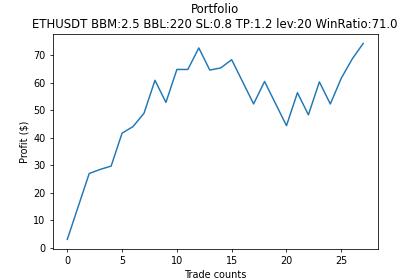 Portfolio
ETHUSDT BBM:2.5 BBL:220 SL:0.8 TP:1.2 lev:20 WinRatio:71.0
70
60
50
40
30
20
10
0
Profit ($)
0 5 10 15 20 25
Trade counts